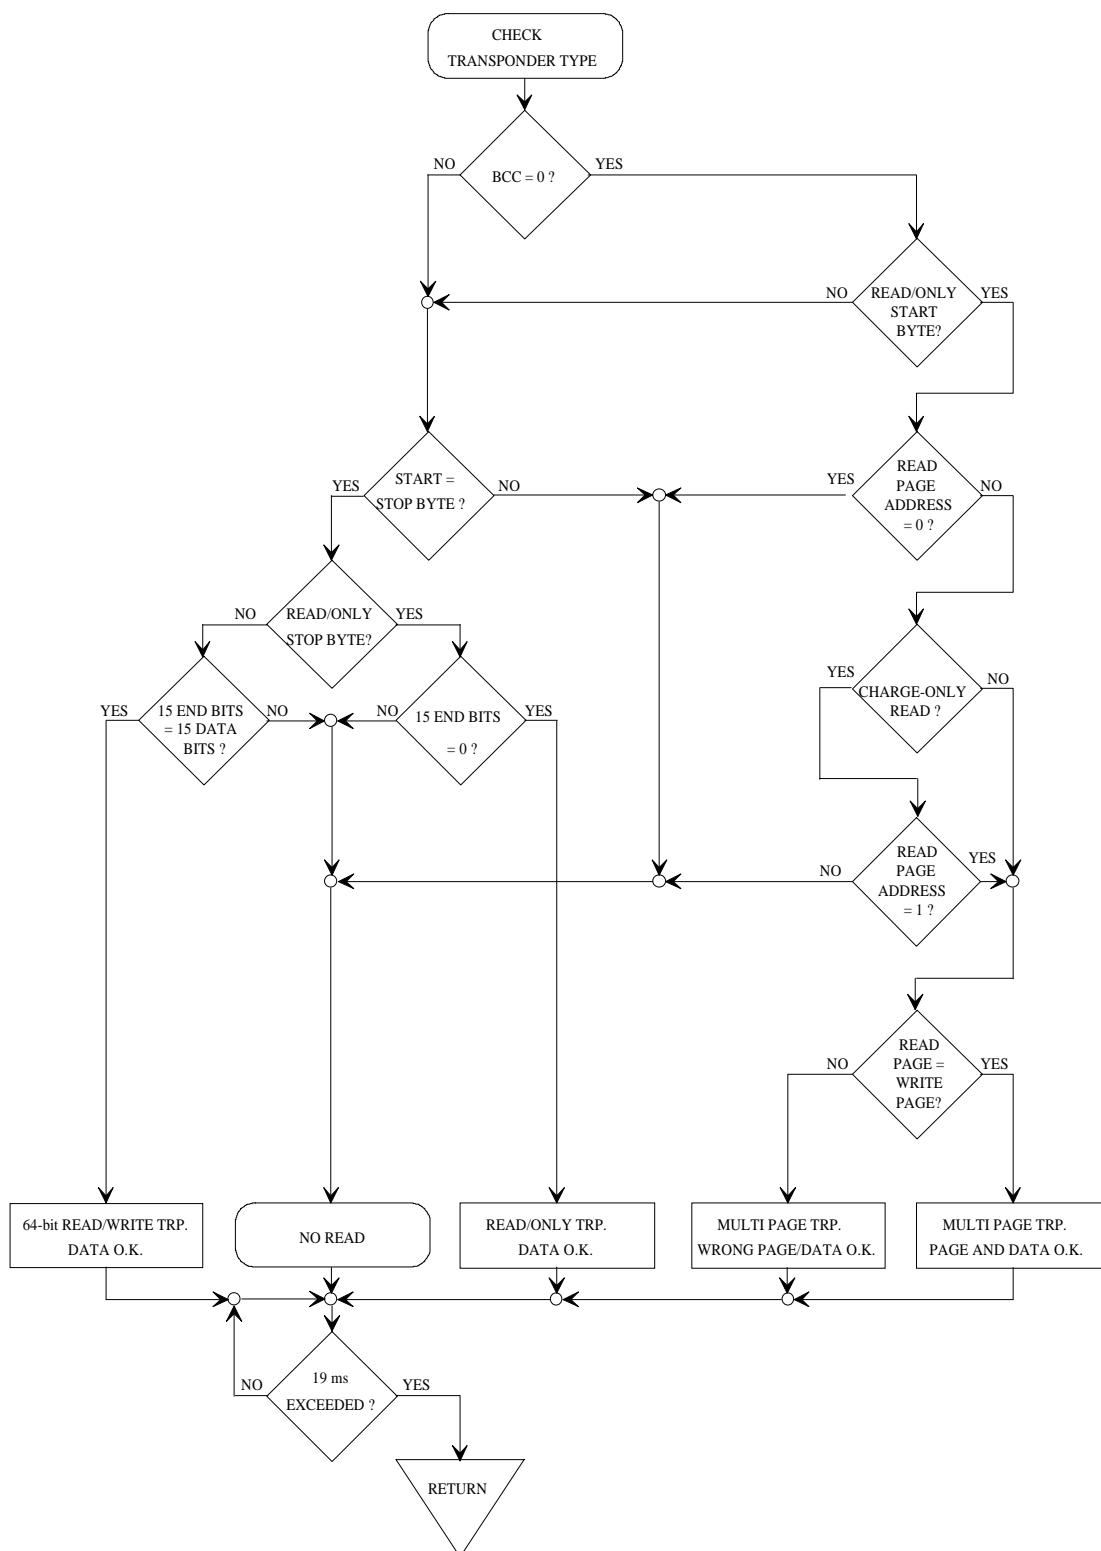 CHECK
TRANSPONDER TYPE
NO
YES
BCC = 0 ?
NO
READ/ONLY
START
BYTE?
YES
START =
STOP BYTE ?
YES
NO
YES
READ
PAGE
ADDRESS
= 0 ?
NO
NO
READ/ONLY
STOP BYTE?
YES
YES
CHARGE-ONLY
READ ?
NO
YES
15 END BITS
= 15 DATA
BITS ?
NO
NO
15 END BITS
= 0 ?
YES
NO
READ
PAGE
ADDRESS
= 1 ?
YES
NO
READ
PAGE =
WRITE
PAGE?
YES
64-bit READ/WRITE TRP.
DATA O.K.
NO READ
READ/ONLY TRP.
DATA O.K.
MULTI PAGE TRP.
WRONG PAGE/DATA O.K.
MULTI PAGE TRP.
PAGE AND DATA O.K.
NO
19 ms
EXCEEDED ?
YES
RETURN